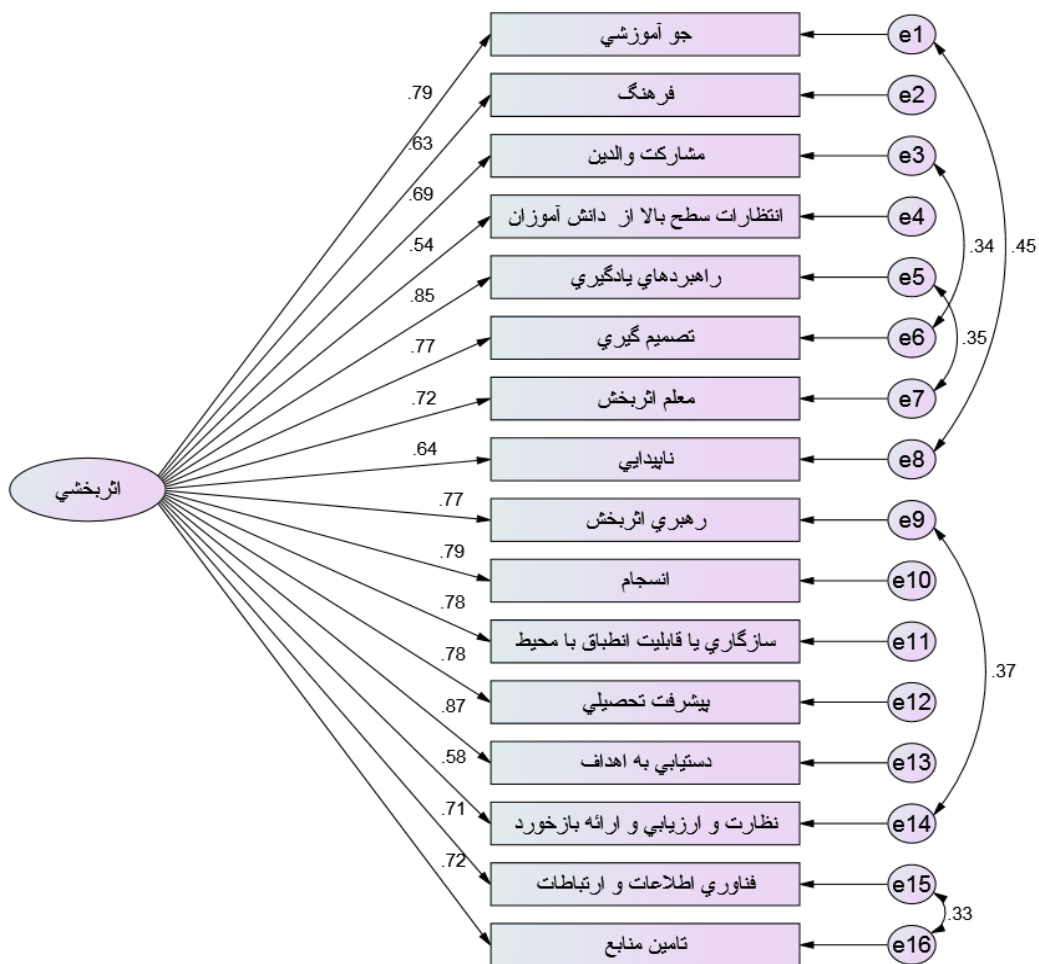 جو آموزشي
e1
.79
فرهنگ
e2
.63
مشاركت والدين
e3
.69
انتظارات سطح بالا از دانش آموزان
e4
.54
.34
.45
راهبردهاي يادگيري
e5
.85
تصميم گيري
e6
.77
.35
معلم اثربخش
e7
.72
ناپيدايي
e8
.64
اثربخشي
رهبري اثربخش
e9
.77
انسجام
e10
.79
سازگاري يا قابليت انطباق با محيط
e11
.78
.37
پيشرفت تحصيلي
e12
.78
دستيابي به اهداف
e13
.87
نظارت و ارزيابي و ارائه بازخورد
e14
.58
فناوري اطلاعات و ارتباطات
e15
.71
.33
تامين منابع
e16
.72